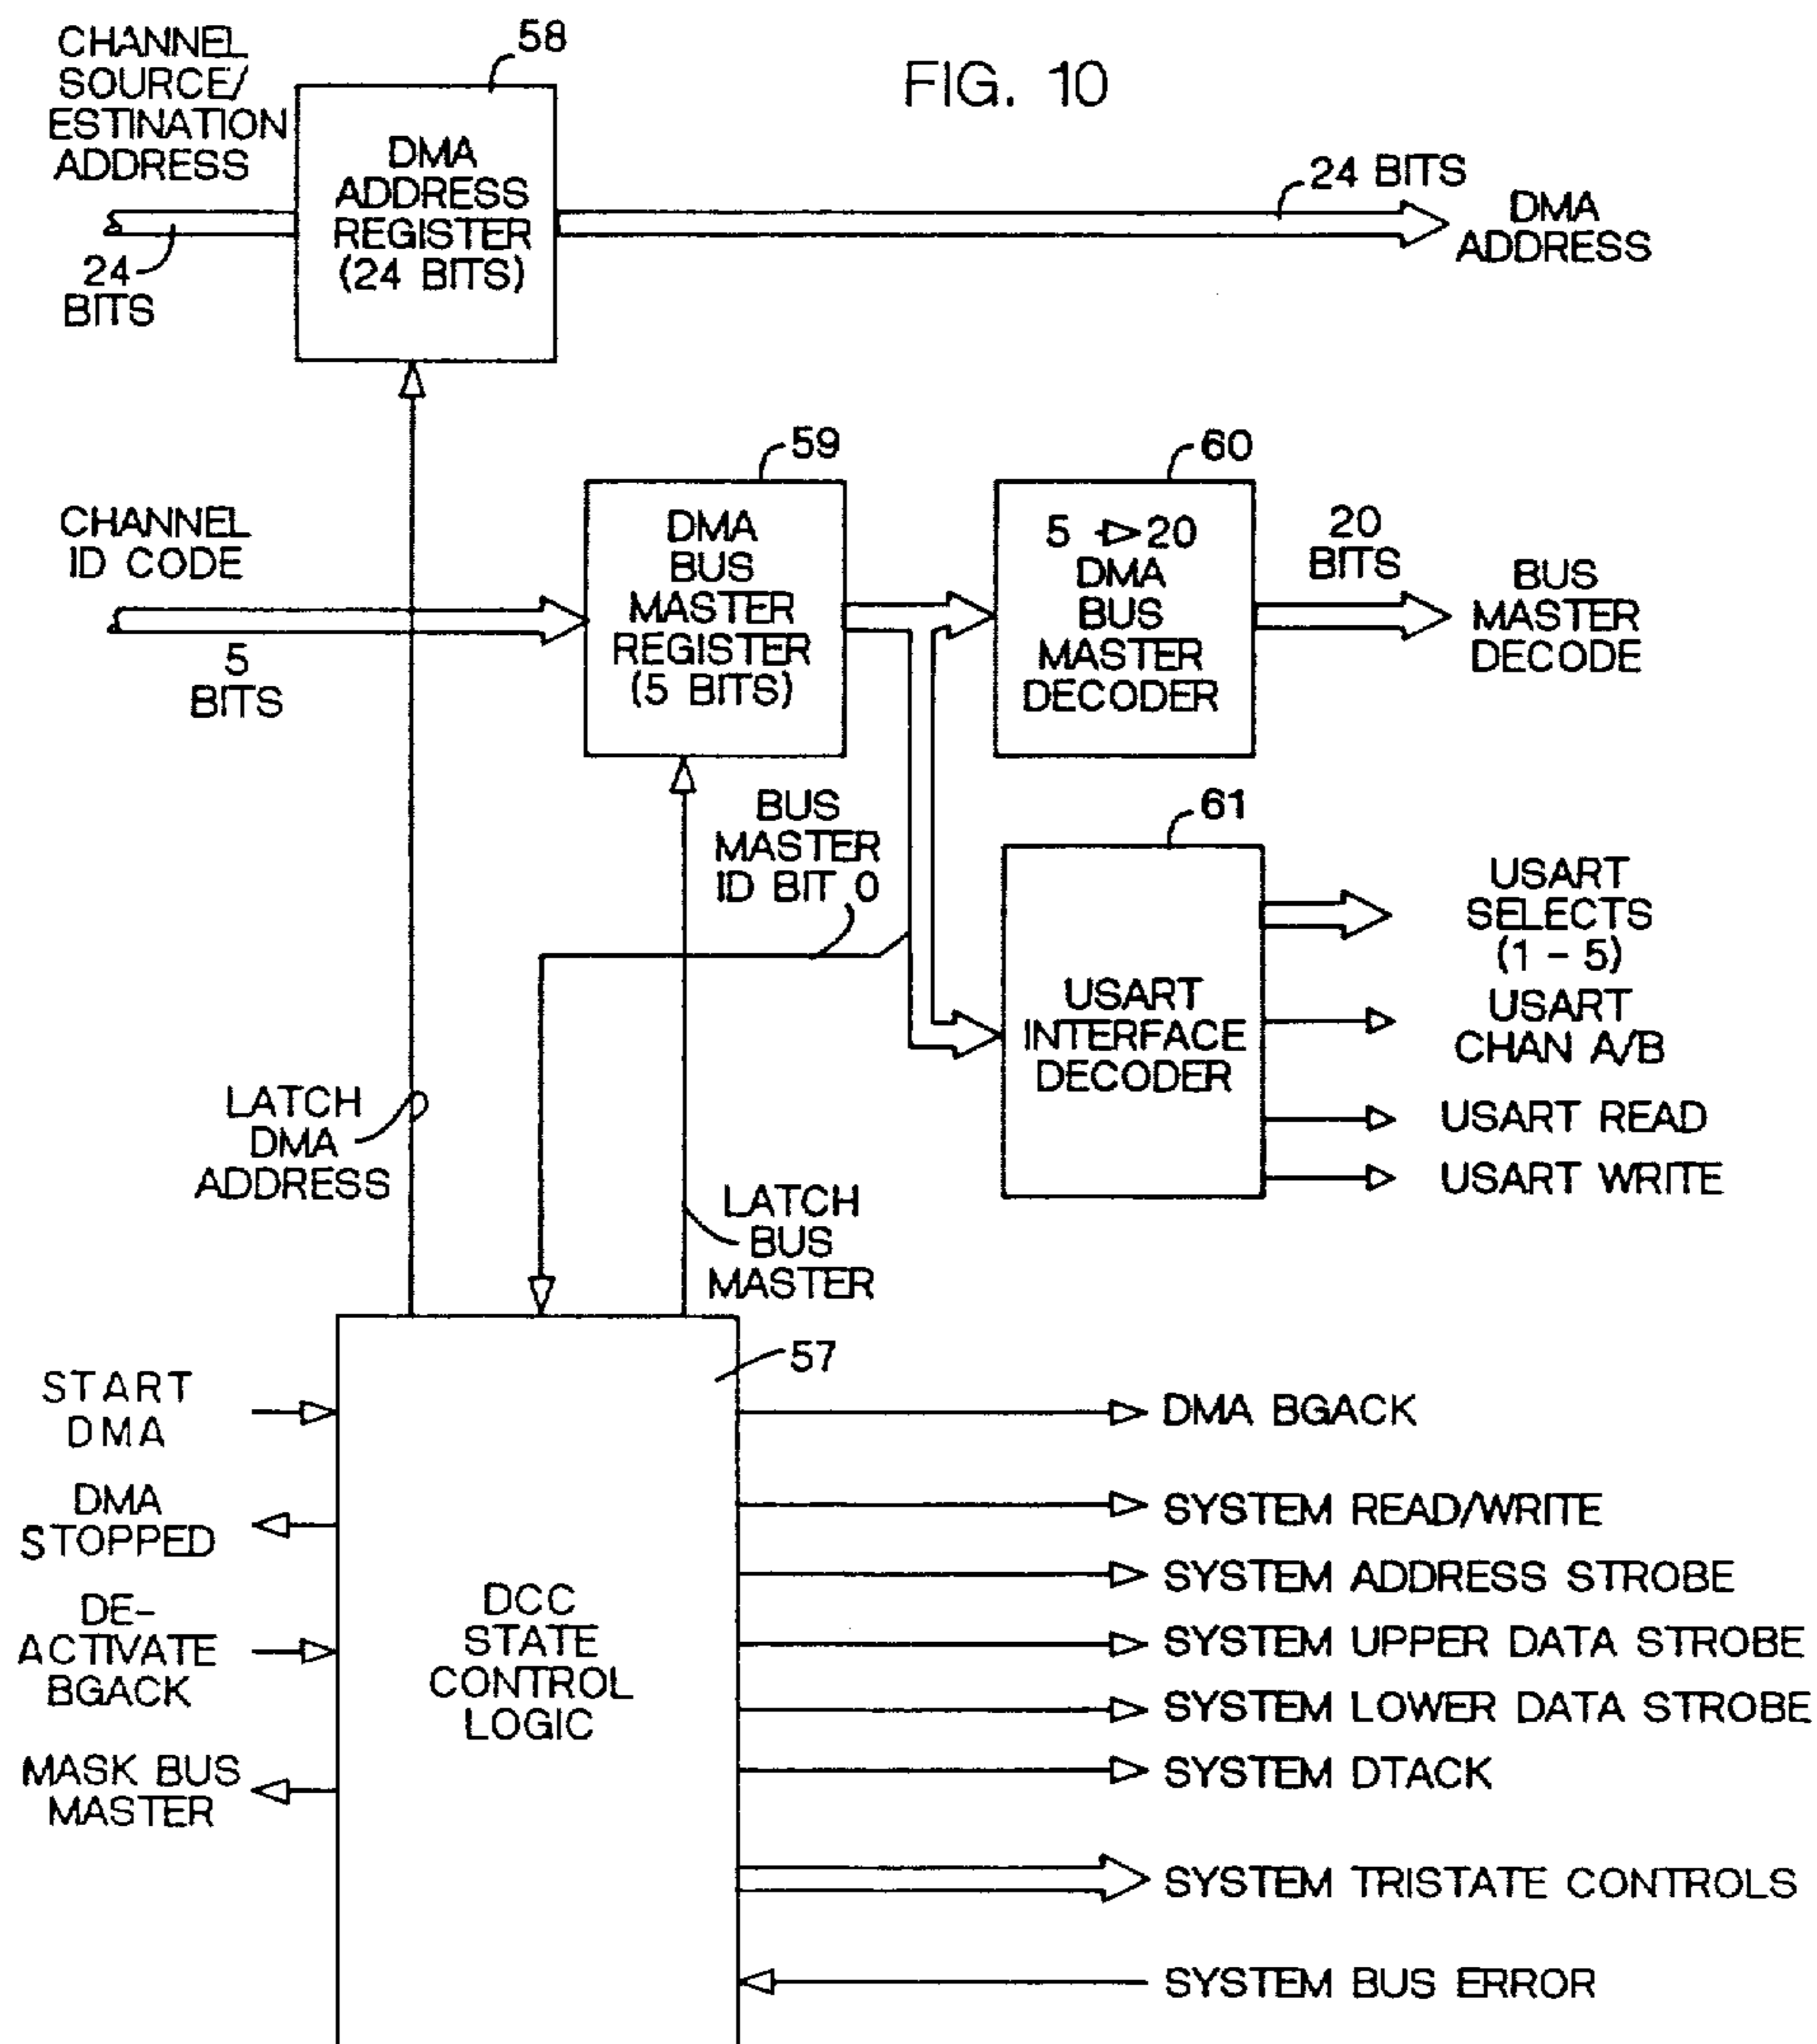 FIG. 10
CHANNEL
SOURCE/
ESTINATION
ADDRESS
24
BITS
58
DMA
ADDRESS
REGISTER
(24 BITS)
24 BITS
DMA
ADDRESS
CHANNEL
ID CODE
5
BITS
59
DMA
BUS
MASTER
REGISTER
(5 BITS)
60
5 → 20
DMA
BUS
MASTER
DECODER
20
BITS
BUS
MASTER
DECODE
BUS
MASTER
ID BIT 0
61
USART
INTERFACE
DECODER
USART
SELECTS
(1 - 5)
USART
CHAN A/B
USART READ
USART WRITE
LATCH
DMA
ADDRESS
LATCH
BUS
MASTER
57
DCC
STATE
CONTROL
LOGIC
START
DMA
DMA
STOPPED
DE-
ACTIVATE
BGACK
MASK BUS
MASTER
DMA BGACK
SYSTEM READ/WRITE
SYSTEM ADDRESS STROBE
SYSTEM UPPER DATA STROBE
SYSTEM LOWER DATA STROBE
SYSTEM DTACK
SYSTEM TRISTATE CONTROLS
SYSTEM BUS ERROR